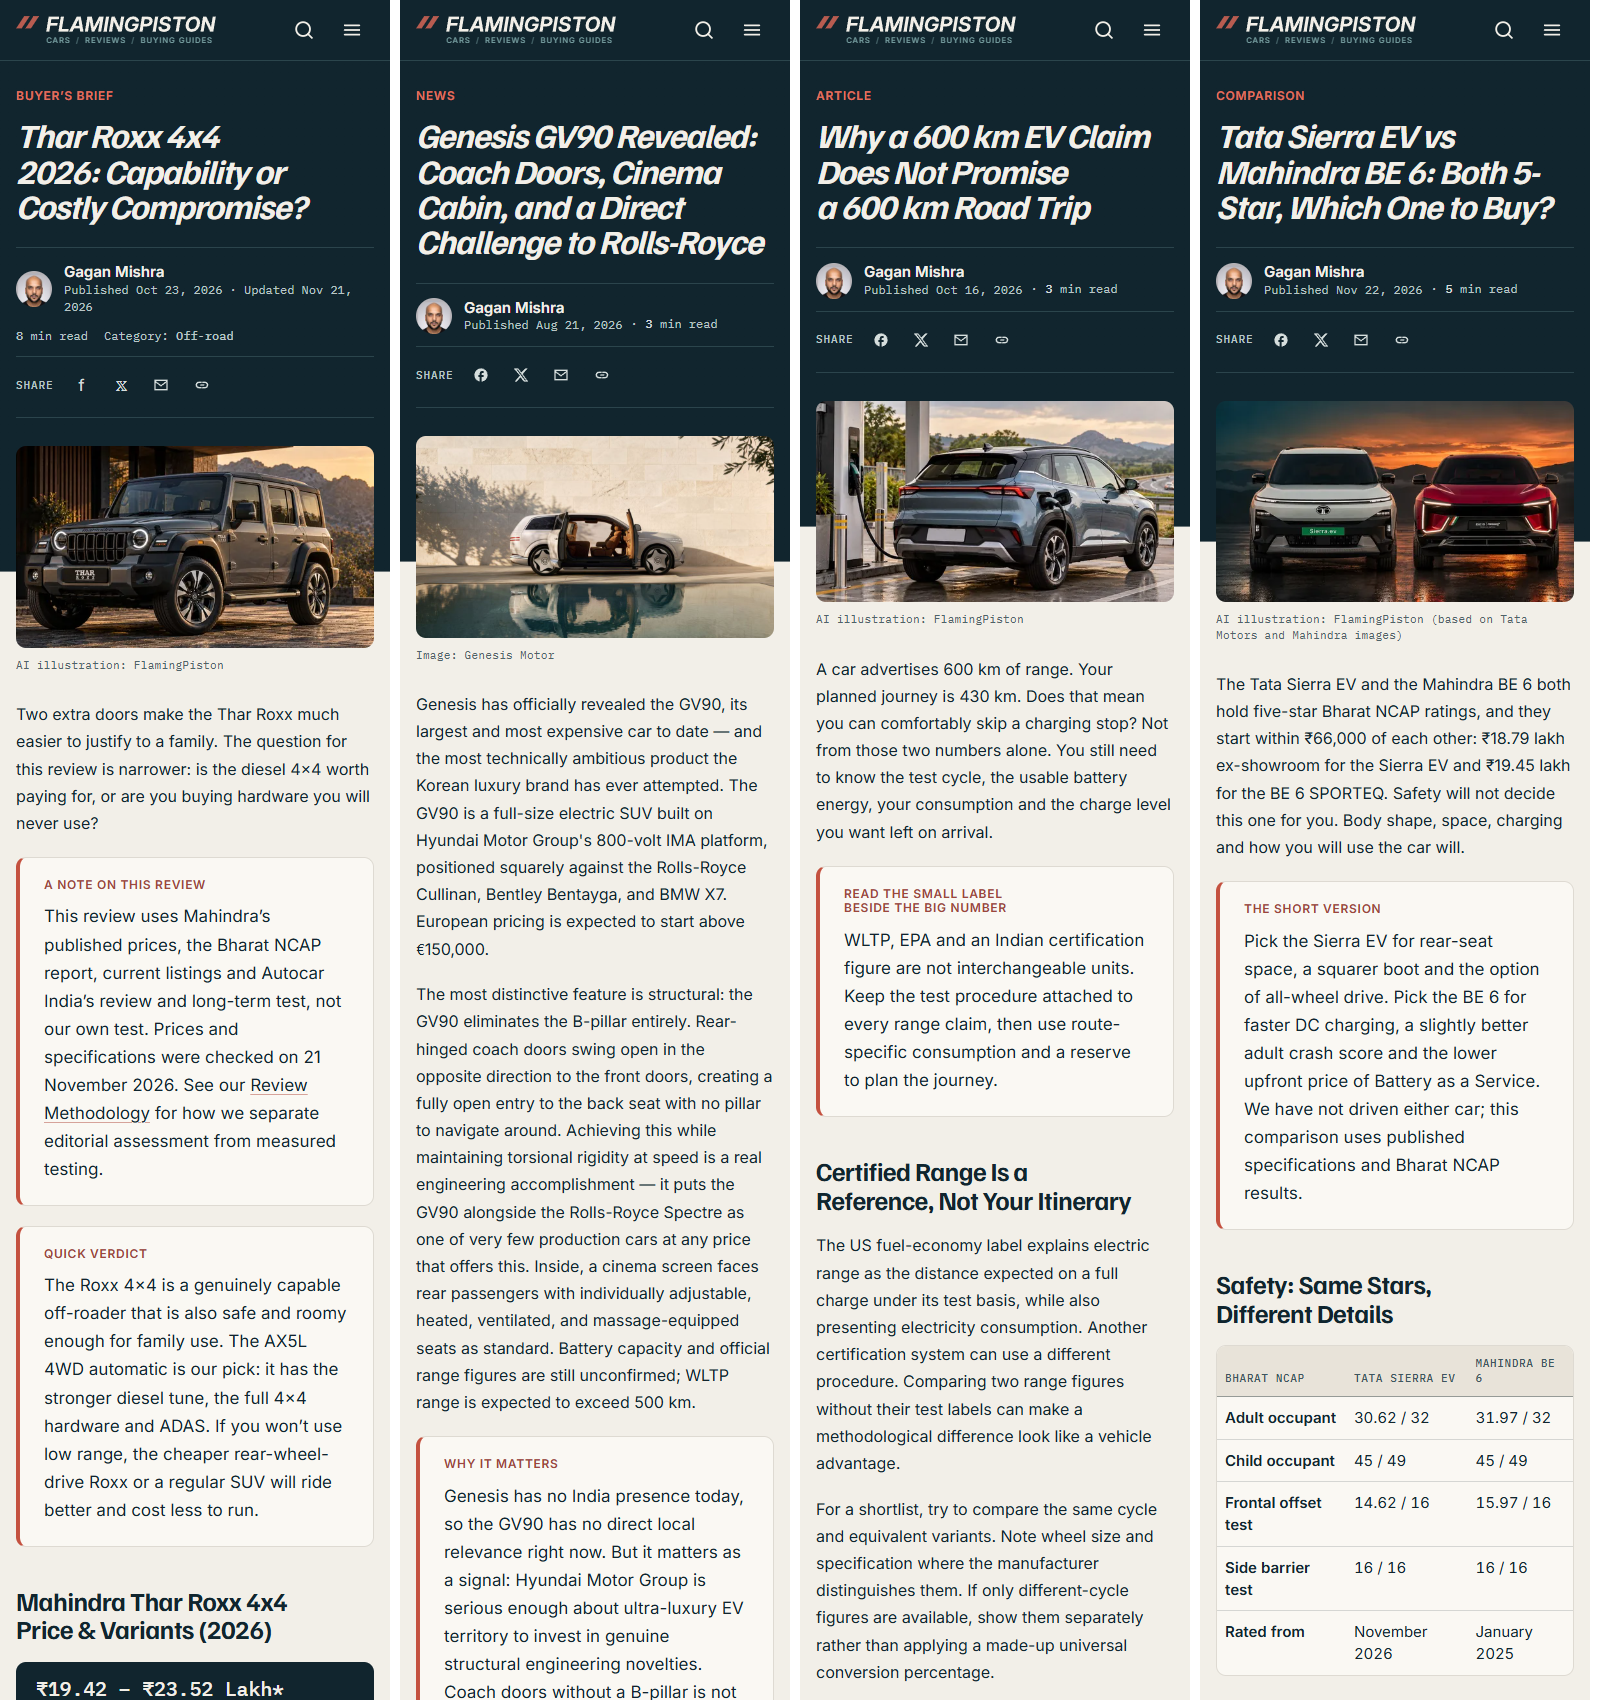 FLAMINGPISTON
CARS / REVIEWS / BUYING GUIDES
BUYER'S BRIEF
Thar Roxx 4x4
2026: Capability or
Costly Compromise?
Gagan Mishra
Published Oct 23, 2026 · Updated Nov 21,
2026
8 min read Category: Off-road
SHARE
THAR
ROXX
AI illustration: FlamingPiston
Two extra doors make the Thar Roxx much
easier to justify to a family. The question for
this review is narrower: is the diesel 4×4 worth
paying for, or are you buying hardware you will
never use?
A NOTE ON THIS REVIEW
This review uses Mahindra’s
published prices, the Bharat NCAP
report, current listings and Autocar
India’s review and long-term test, not
our own test. Prices and
specifications were checked on 21
November 2026. See our Review
Methodology for how we separate
editorial assessment from measured
testing.
QUICK VERDICT
The Roxx 4×4 is a genuinely capable
off-roader that is also safe and roomy
enough for family use. The AX5L
4WD automatic is our pick: it has the
stronger diesel tune, the full 4×4
hardware and ADAS. If you won’t use
low range, the cheaper rear-wheel-
drive Roxx or a regular SUV will ride
better and cost less to run.
Mahindra Thar Roxx 4x4
Price & Variants (2026)
₹19.42 – ₹23.52 Lakh*
FLAMINGPISTON
CARS / REVIEWS / BUYING GUIDES
NEWS
Genesis GV90 Revealed:
Coach Doors, Cinema
Cabin, and a Direct
Challenge to Rolls-Royce
Gagan Mishra
Published Aug 21, 2026 · 3 min read
SHARE
Image: Genesis Motor
Genesis has officially revealed the GV90, its
largest and most expensive car to date — and
the most technically ambitious product the
Korean luxury brand has ever attempted. The
GV90 is a full-size electric SUV built on
Hyundai Motor Group's 800-volt IMA platform,
positioned squarely against the Rolls-Royce
Cullinan, Bentley Bentayga, and BMW X7.
European pricing is expected to start above
€150,000.
The most distinctive feature is structural: the
GV90 eliminates the B-pillar entirely. Rear-
hinged coach doors swing open in the
opposite direction to the front doors, creating a
fully open entry to the back seat with no pillar
to navigate around. Achieving this while
maintaining torsional rigidity at speed is a real
engineering accomplishment — it puts the
GV90 alongside the Rolls-Royce Spectre as
one of very few production cars at any price
that offers this. Inside, a cinema screen faces
rear passengers with individually adjustable,
heated, ventilated, and massage-equipped
seats as standard. Battery capacity and official
range figures are still unconfirmed; WLTP
range is expected to exceed 500 km.
WHY IT MATTERS
Genesis has no India presence today,
so the GV90 has no direct local
relevance right now. But it matters as
a signal: Hyundai Motor Group is
serious enough about ultra-luxury EV
territory to invest in genuine
structural engineering novelties.
Coach doors without a B-pillar is not
FLAMINGPISTON
CARS / REVIEWS / BUYING GUIDES
ARTICLE
Why a 600 km EV Claim
Does Not Promise
a 600 km Road Trip
Gagan Mishra
Published Oct 16, 2026 · 3 min read
SHARE
AI illustration: FlamingPiston
A car advertises 600 km of range. Your
planned journey is 430 km. Does that mean
you can comfortably skip a charging stop? Not
from those two numbers alone. You still need
to know the test cycle, the usable battery
energy, your consumption and the charge level
you want left on arrival.
READ THE SMALL LABEL
BESIDE THE BIG NUMBER
WLTP, EPA and an Indian certification
figure are not interchangeable units.
Keep the test procedure attached to
every range claim, then use route-
specific consumption and a reserve
to plan the journey.
Certified Range Is a
Reference, Not Your Itinerary
The US fuel-economy label explains electric
range as the distance expected on a full
charge under its test basis, while also
presenting electricity consumption. Another
certification system can use a different
procedure. Comparing two range figures
without their test labels can make a
methodological difference look like a vehicle
advantage.
For a shortlist, try to compare the same cycle
and equivalent variants. Note wheel size and
specification where the manufacturer
distinguishes them. If only different-cycle
figures are available, show them separately
rather than applying a made-up universal
conversion percentage.
FLAMINGPISTON
CARS / REVIEWS / BUYING GUIDES
COMPARISON
Tata Sierra EV vs
Mahindra BE 6: Both 5-
Star, Which One to Buy?
Gagan Mishra
Published Nov 22, 2026 · 5 min read
SHARE
Sierra.ev
AI illustration: FlamingPiston (based on Tata
Motors and Mahindra images)
The Tata Sierra EV and the Mahindra BE 6 both
hold five-star Bharat NCAP ratings, and they
start within ₹66,000 of each other: ₹18.79 lakh
ex-showroom for the Sierra EV and ₹19.45 lakh
for the BE 6 SPORTEQ. Safety will not decide
this one for you. Body shape, space, charging
and how you will use the car will.
THE SHORT VERSION
Pick the Sierra EV for rear-seat
space, a squarer boot and the option
of all-wheel drive. Pick the BE 6 for
faster DC charging, a slightly better
adult crash score and the lower
upfront price of Battery as a Service.
We have not driven either car; this
comparison uses published
specifications and Bharat NCAP
results.
Safety: Same Stars,
Different Details
BHARAT NCAP TATA SIERRA EV MAHINDRA BE 6
Adult occupant 30.62 / 32 31.97 / 32
Child occupant 45 / 49 45 / 49
Frontal offset test 14.62 / 16 15.97 / 16
Side barrier test 16 / 16 16 / 16
Rated from November 2026 January 2025